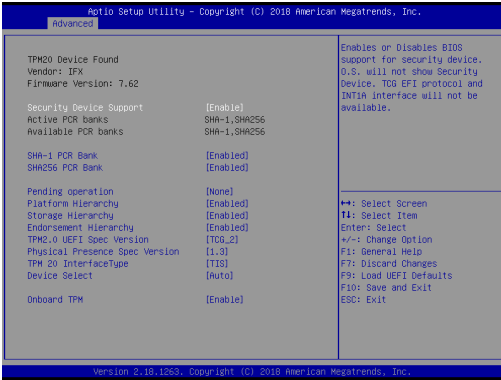 Aptio Setup Utility – Copyright (C) 2018 American Megatrends, Inc.
Advanced
TPM20 Device Found
Vendor: IFX
Firmware Version: 7.62
Security Device Support [Enable]
Active PCR banks SHA-1,SHA256
Available PCR banks SHA-1,SHA256
SHA-1 PCR Bank [Enabled]
SHA256 PCR Bank [Enabled]
Pending operation [None]
Platform Hierarchy [Enabled]
Storage Hierarchy [Enabled]
Endorsement Hierarchy [Enabled]
TPM2.0 UEFI Spec Version [TCG_2]
Physical Presence Spec Version [1.3]
TPM 20 InterfaceType [TIS]
Device Select [Auto]
Onboard TPM [Enable]
Enables or Disables BIOS
support for security device.
O.S. will not show Security
Device. TCG EFI protocol and
INT1A interface will not be
available.
↔: Select Screen
↑↓: Select Item
Enter: Select
+/-: Change Option
F1: General Help
F7: Discard Changes
F9: Load UEFI Defaults
F10: Save and Exit
ESC: Exit
Version 2.18.1263. Copyright (C) 2018 American Megatrends, Inc.